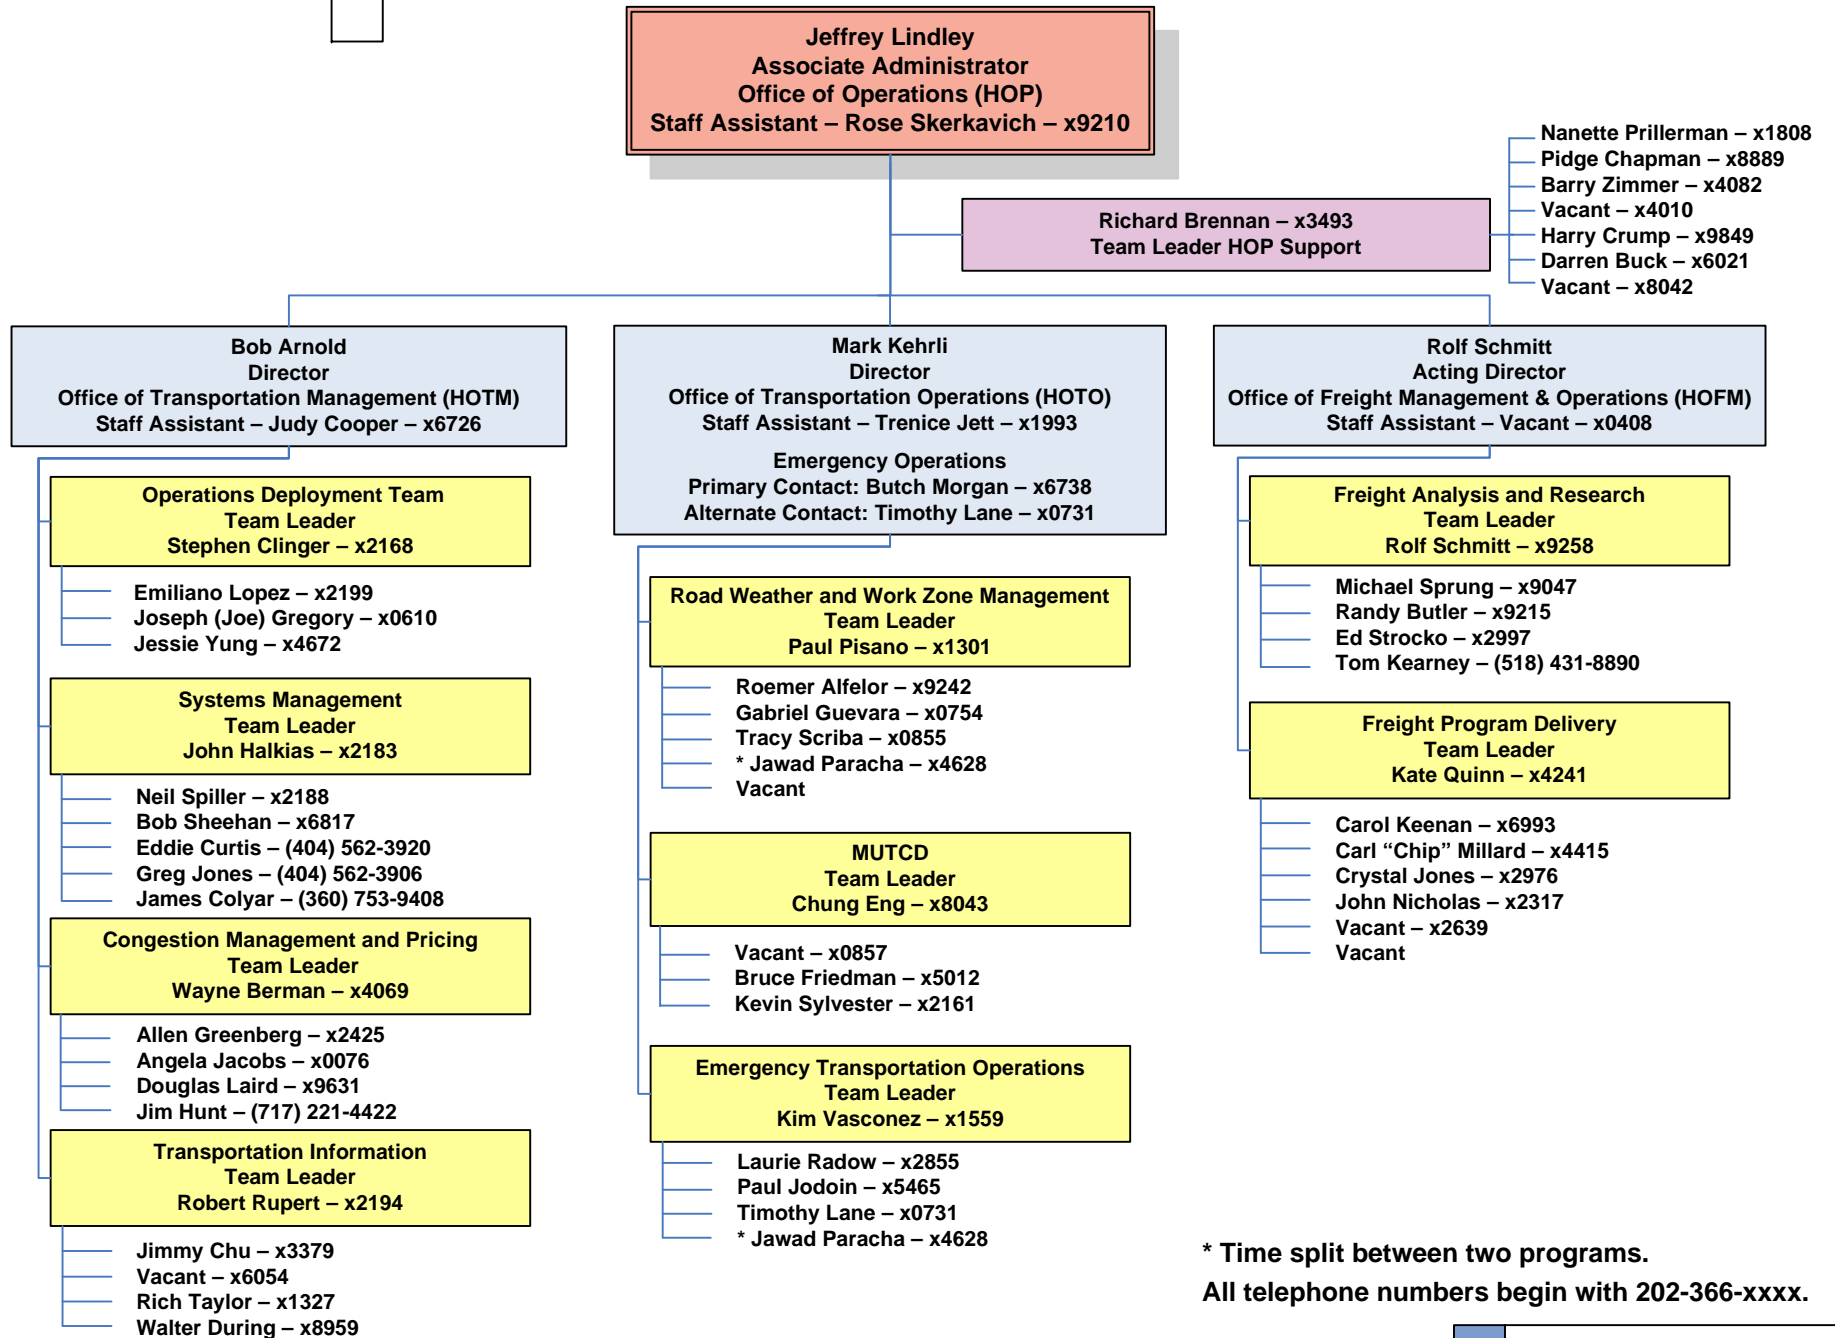 Jeffrey Lindley
Associate Administrator
Office of Operations (HOP)
Staff Assistant – Rose Skerkavich – x9210
Nanette Prillerman – x1808
Pidge Chapman – x8889
Barry Zimmer – x4082
Vacant – x4010
Harry Crump – x9849
Darren Buck – x6021
Vacant – x8042
Richard Brennan – x3493
Team Leader HOP Support
Bob Arnold
Director
Office of Transportation Management (HOTM)
Staff Assistant – Judy Cooper – x6726
Operations Deployment Team
Team Leader
Stephen Clinger – x2168
Emiliano Lopez – x2199
Joseph (Joe) Gregory – x0610
Jessie Yung – x4672
Systems Management
Team Leader
John Halkias – x2183
Neil Spiller – x2188
Bob Sheehan – x6817
Eddie Curtis – (404) 562-3920
Greg Jones – (404) 562-3906
James Colyar – (360) 753-9408
Congestion Management and Pricing
Team Leader
Wayne Berman – x4069
Allen Greenberg – x2425
Angela Jacobs – x0076
Douglas Laird – x9631
Jim Hunt – (717) 221-4422
Transportation Information
Team Leader
Robert Rupert – x2194
Jimmy Chu – x3379
Vacant – x6054
Rich Taylor – x1327
Walter During – x8959
Mark Kehrli
Director
Office of Transportation Operations (HOTO)
Staff Assistant – Trenice Jett – x1993
Emergency Operations
Primary Contact: Butch Morgan – x6738
Alternate Contact: Timothy Lane – x0731
Road Weather and Work Zone Management
Team Leader
Paul Pisano – x1301
Roemer Alfelor – x9242
Gabriel Guevara – x0754
Tracy Scriba – x0855
* Jawad Paracha – x4628
Vacant
MUTCD
Team Leader
Chung Eng – x8043
Vacant – x0857
Bruce Friedman – x5012
Kevin Sylvester – x2161
Emergency Transportation Operations
Team Leader
Kim Vasconez – x1559
Laurie Radow – x2855
Paul Jodoin – x5465
Timothy Lane – x0731
* Jawad Paracha – x4628
Rolf Schmitt
Acting Director
Office of Freight Management & Operations (HOFM)
Staff Assistant – Vacant – x0408
Freight Analysis and Research
Team Leader
Rolf Schmitt – x9258
Michael Sprung – x9047
Randy Butler – x9215
Ed Strocko – x2997
Tom Kearney – (518) 431-8890
Freight Program Delivery
Team Leader
Kate Quinn – x4241
Carol Keenan – x6993
Carl “Chip” Millard – x4415
Crystal Jones – x2976
John Nicholas – x2317
Vacant – x2639
Vacant
* Time split between two programs.
All telephone numbers begin with 202-366-xxxx.